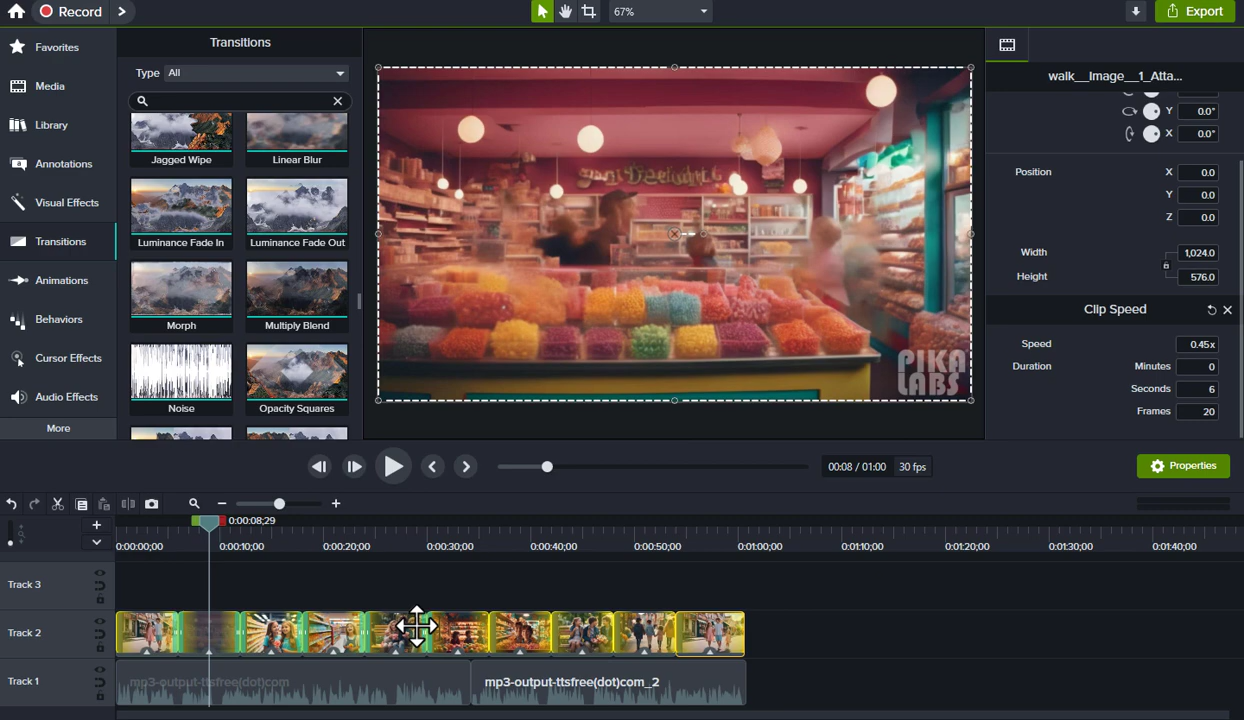 Record
67%
Export
Favorites
Media
Library
Annotations
Visual Effects
Transitions
Animations
Behaviors
Cursor Effects
Audio Effects
More
Transitions
Type All
Jagged Wipe
Linear Blur
Luminance Fade In
Luminance Fade Out
Morph
Multiply Blend
Noise
Opacity Squares
PIKA
LABS
walk__Image__1_Atta...
Y 0.0°
X 0.0°
Position X 0.0
Y 0.0
Z 0.0
Width 1,024.0
Height 576.0
Clip Speed
Speed 0.45x
Duration Minutes 0
Seconds 6
Frames 20
00:08 / 01:00 30 fps
Properties
0:00:08;29
0:00:00;00 0:00:10;00 0:00:20;00 0:00:30;00 0:00:40;00 0:00:50;00 0:01:00;00 0:01:10;00 0:01:20;00 0:01:30;00 0:01:40;00
Track 3
Track 2
Track 1
mp3-output-ttsfree(dot)com
mp3-output-ttsfree(dot)com_2